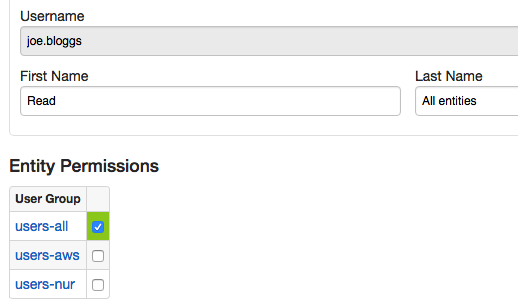 Username
joe.bloggs
First Name Last Name
Read All entities
Entity Permissions
User Group
users-all
users-aws
users-nur